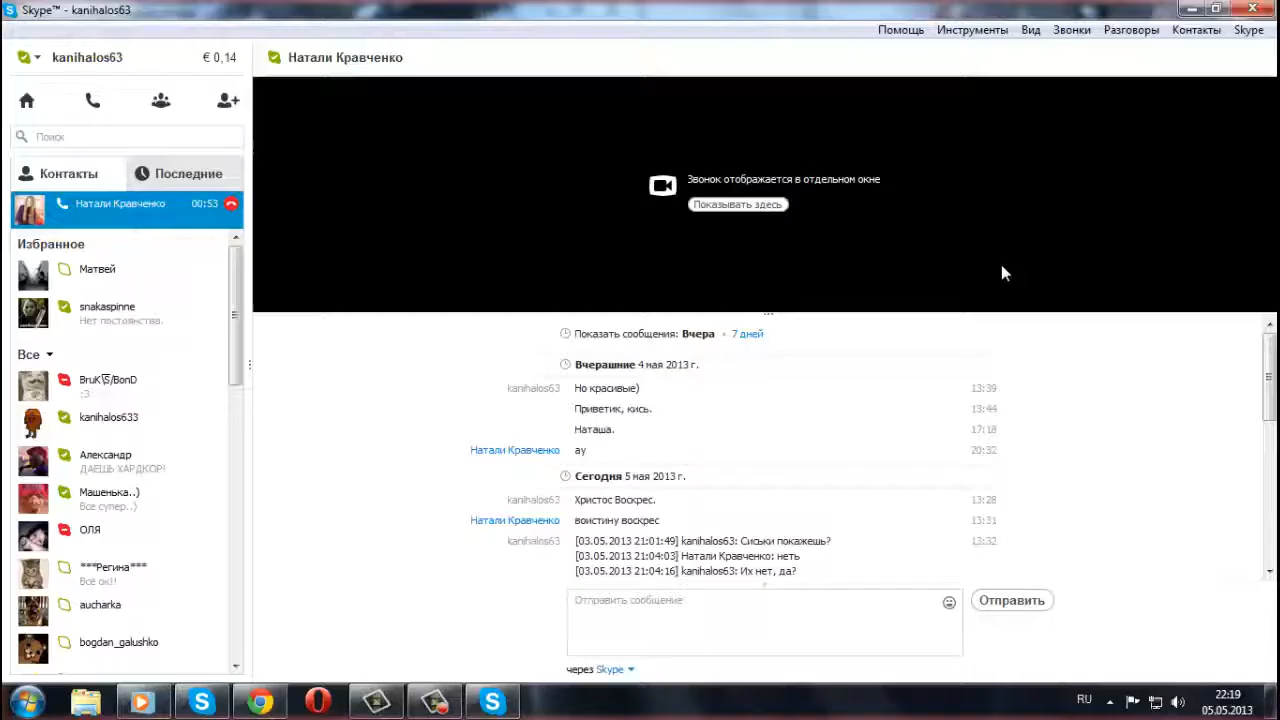 Skype™ - kanihalos63
Помощь Инструменты Вид Звонки Разговоры Контакты Skype
kanihalos63 € 0,14
Натали Кравченко
Поиск
Контакты Последние
Натали Кравченко 00:53
Избранное
Матвей
snakaspinne
Нет постоянства.
Все
BruK\S/BonD
:3
kanihalos633
Александр
ДАЕШЬ ХАРДКОР!
Машенька..)
Все супер..)
ОЛЯ
***Регина***
Всё ок!!
aucharka
bogdan_galushko
Звонок отображается в отдельном окне
Показывать здесь
Показать сообщения: Вчера • 7 дней
Вчерашние 4 мая 2013 г.
kanihalos63 Но красивые) 13:39
Приветик, кись. 13:44
Наташа. 17:18
Натали Кравченко ау 20:32
Сегодня 5 мая 2013 г.
kanihalos63 Христос Воскрес. 13:28
Натали Кравченко воистину воскрес 13:31
kanihalos63 [03.05.2013 21:01:49] kanihalos63: Сиськи покажешь? 13:32
[03.05.2013 21:04:03] Натали Кравченко: неть
[03.05.2013 21:04:16] kanihalos63: Их нет, да?
Отправить сообщение
Отправить
через Skype
RU
22:19
05.05.2013